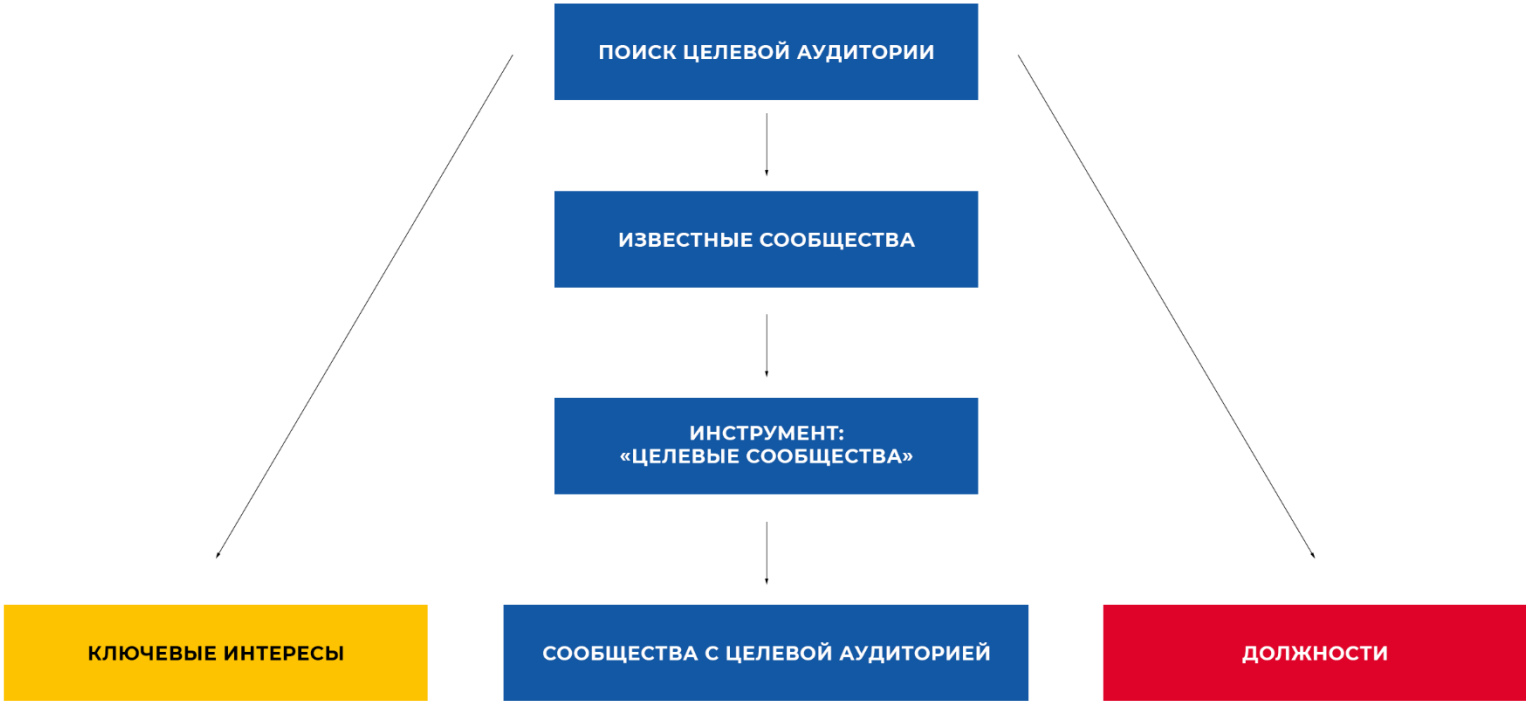 ПОИСК ЦЕЛЕВОЙ АУДИТОРИИ
ИЗВЕСТНЫЕ СООБЩЕСТВА
ИНСТРУМЕНТ:
«ЦЕЛЕВЫЕ СООБЩЕСТВА»
КЛЮЧЕВЫЕ ИНТЕРЕСЫ
СООБЩЕСТВА С ЦЕЛЕВОЙ АУДИТОРИЕЙ
ДОЛЖНОСТИ